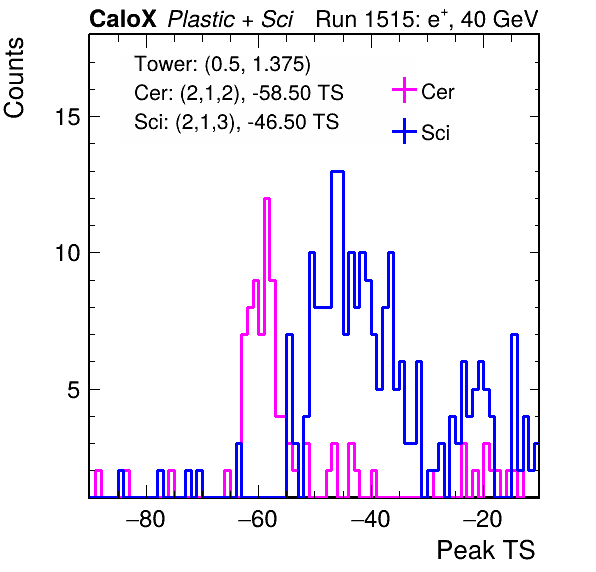 CaloX Plastic + Sci Run 1515: e⁺, 40 GeV
Counts
Tower: (0.5, 1.375)
Cer: (2,1,2), -58.50 TS
Sci: (2,1,3), -46.50 TS
Cer
Sci
15
10
5
−80 −60 −40 −20
Peak TS